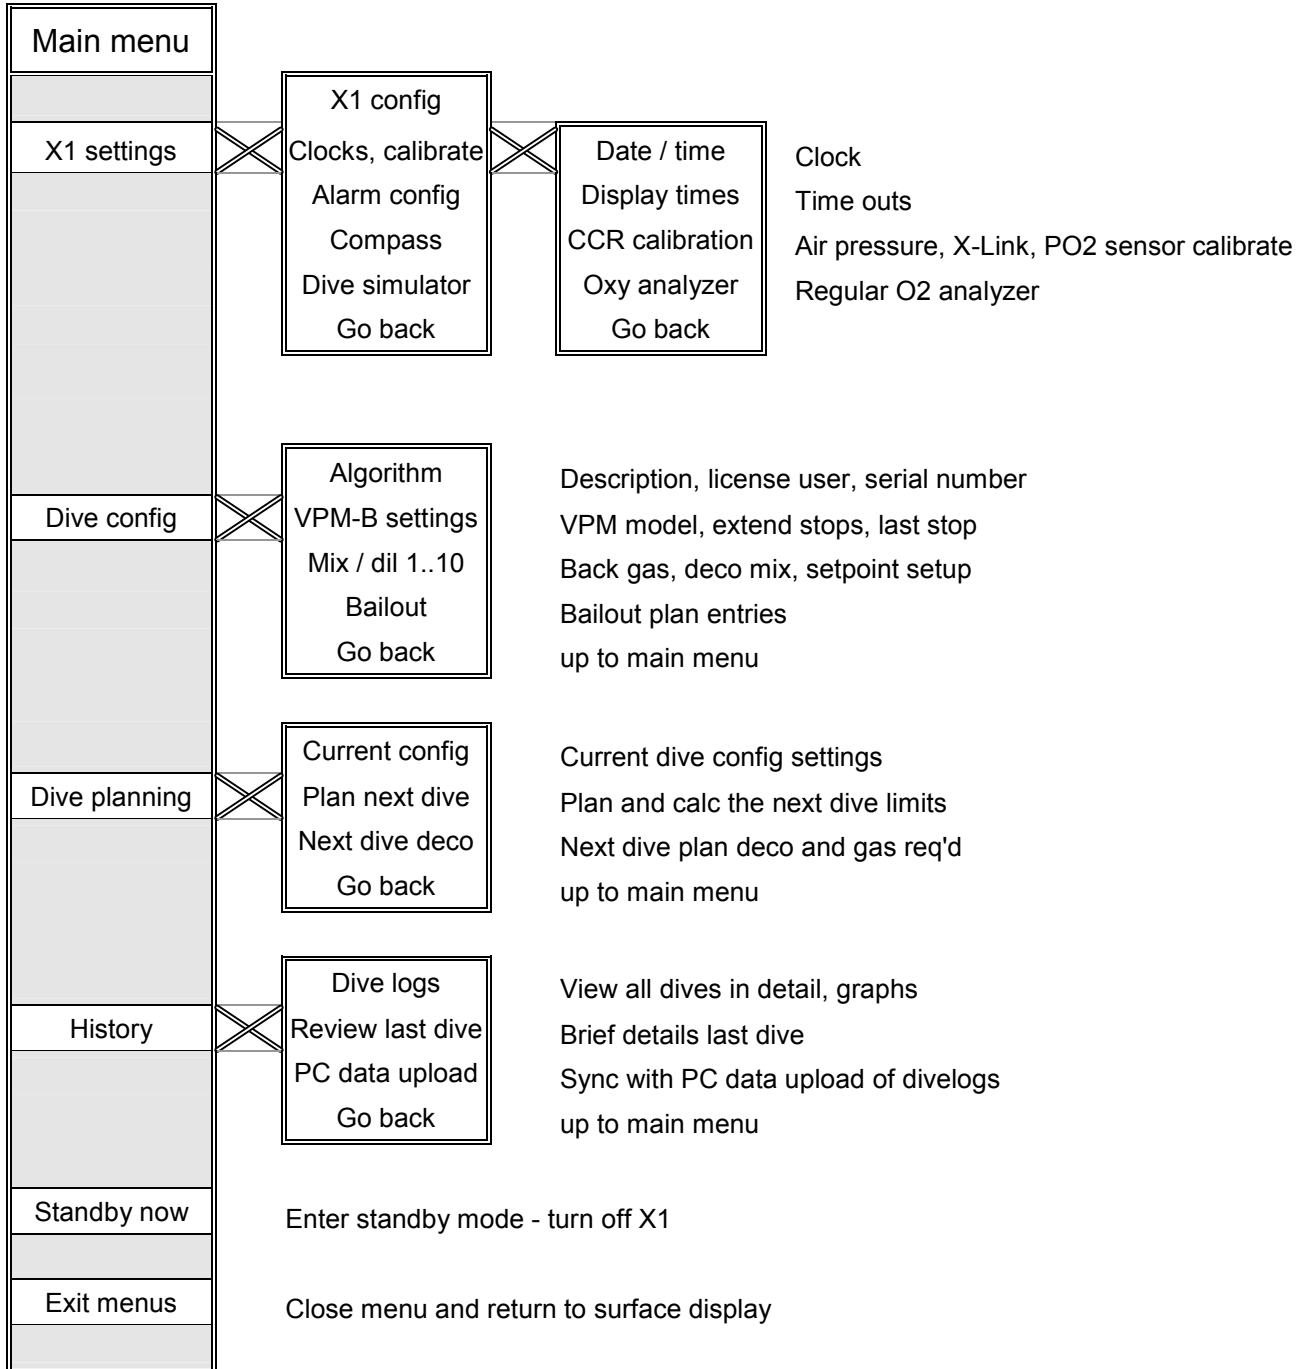 Main menu
X1 config
X1 settings
Clocks, calibrate
Date / time
Clock
Alarm config
Display times
Time outs
Compass
CCR calibration
Air pressure, X-Link, PO2 sensor calibrate
Dive simulator
Oxy analyzer
Regular O2 analyzer
Go back
Go back
Algorithm
Description, license user, serial number
Dive config
VPM-B settings
VPM model, extend stops, last stop
Mix / dil 1..10
Back gas, deco mix, setpoint setup
Bailout
Bailout plan entries
Go back
up to main menu
Current config
Current dive config settings
Dive planning
Plan next dive
Plan and calc the next dive limits
Next dive deco
Next dive plan deco and gas req'd
Go back
up to main menu
Dive logs
View all dives in detail, graphs
History
Review last dive
Brief details last dive
PC data upload
Sync with PC data upload of divelogs
Go back
up to main menu
Standby now
Enter standby mode - turn off X1
Exit menus
Close menu and return to surface display